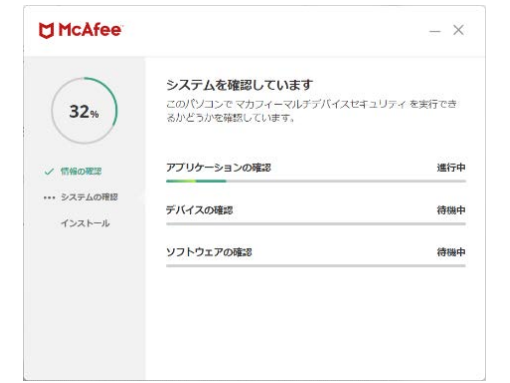 McAfee
32%
情報の確認
システムの確認
インストール
システムを確認しています
このパソコンで マカフィーマルチデバイスセキュリティ を実行でき
るかどうかを確認しています。
アプリケーションの確認 進行中
デバイスの確認 待機中
ソフトウェアの確認 待機中